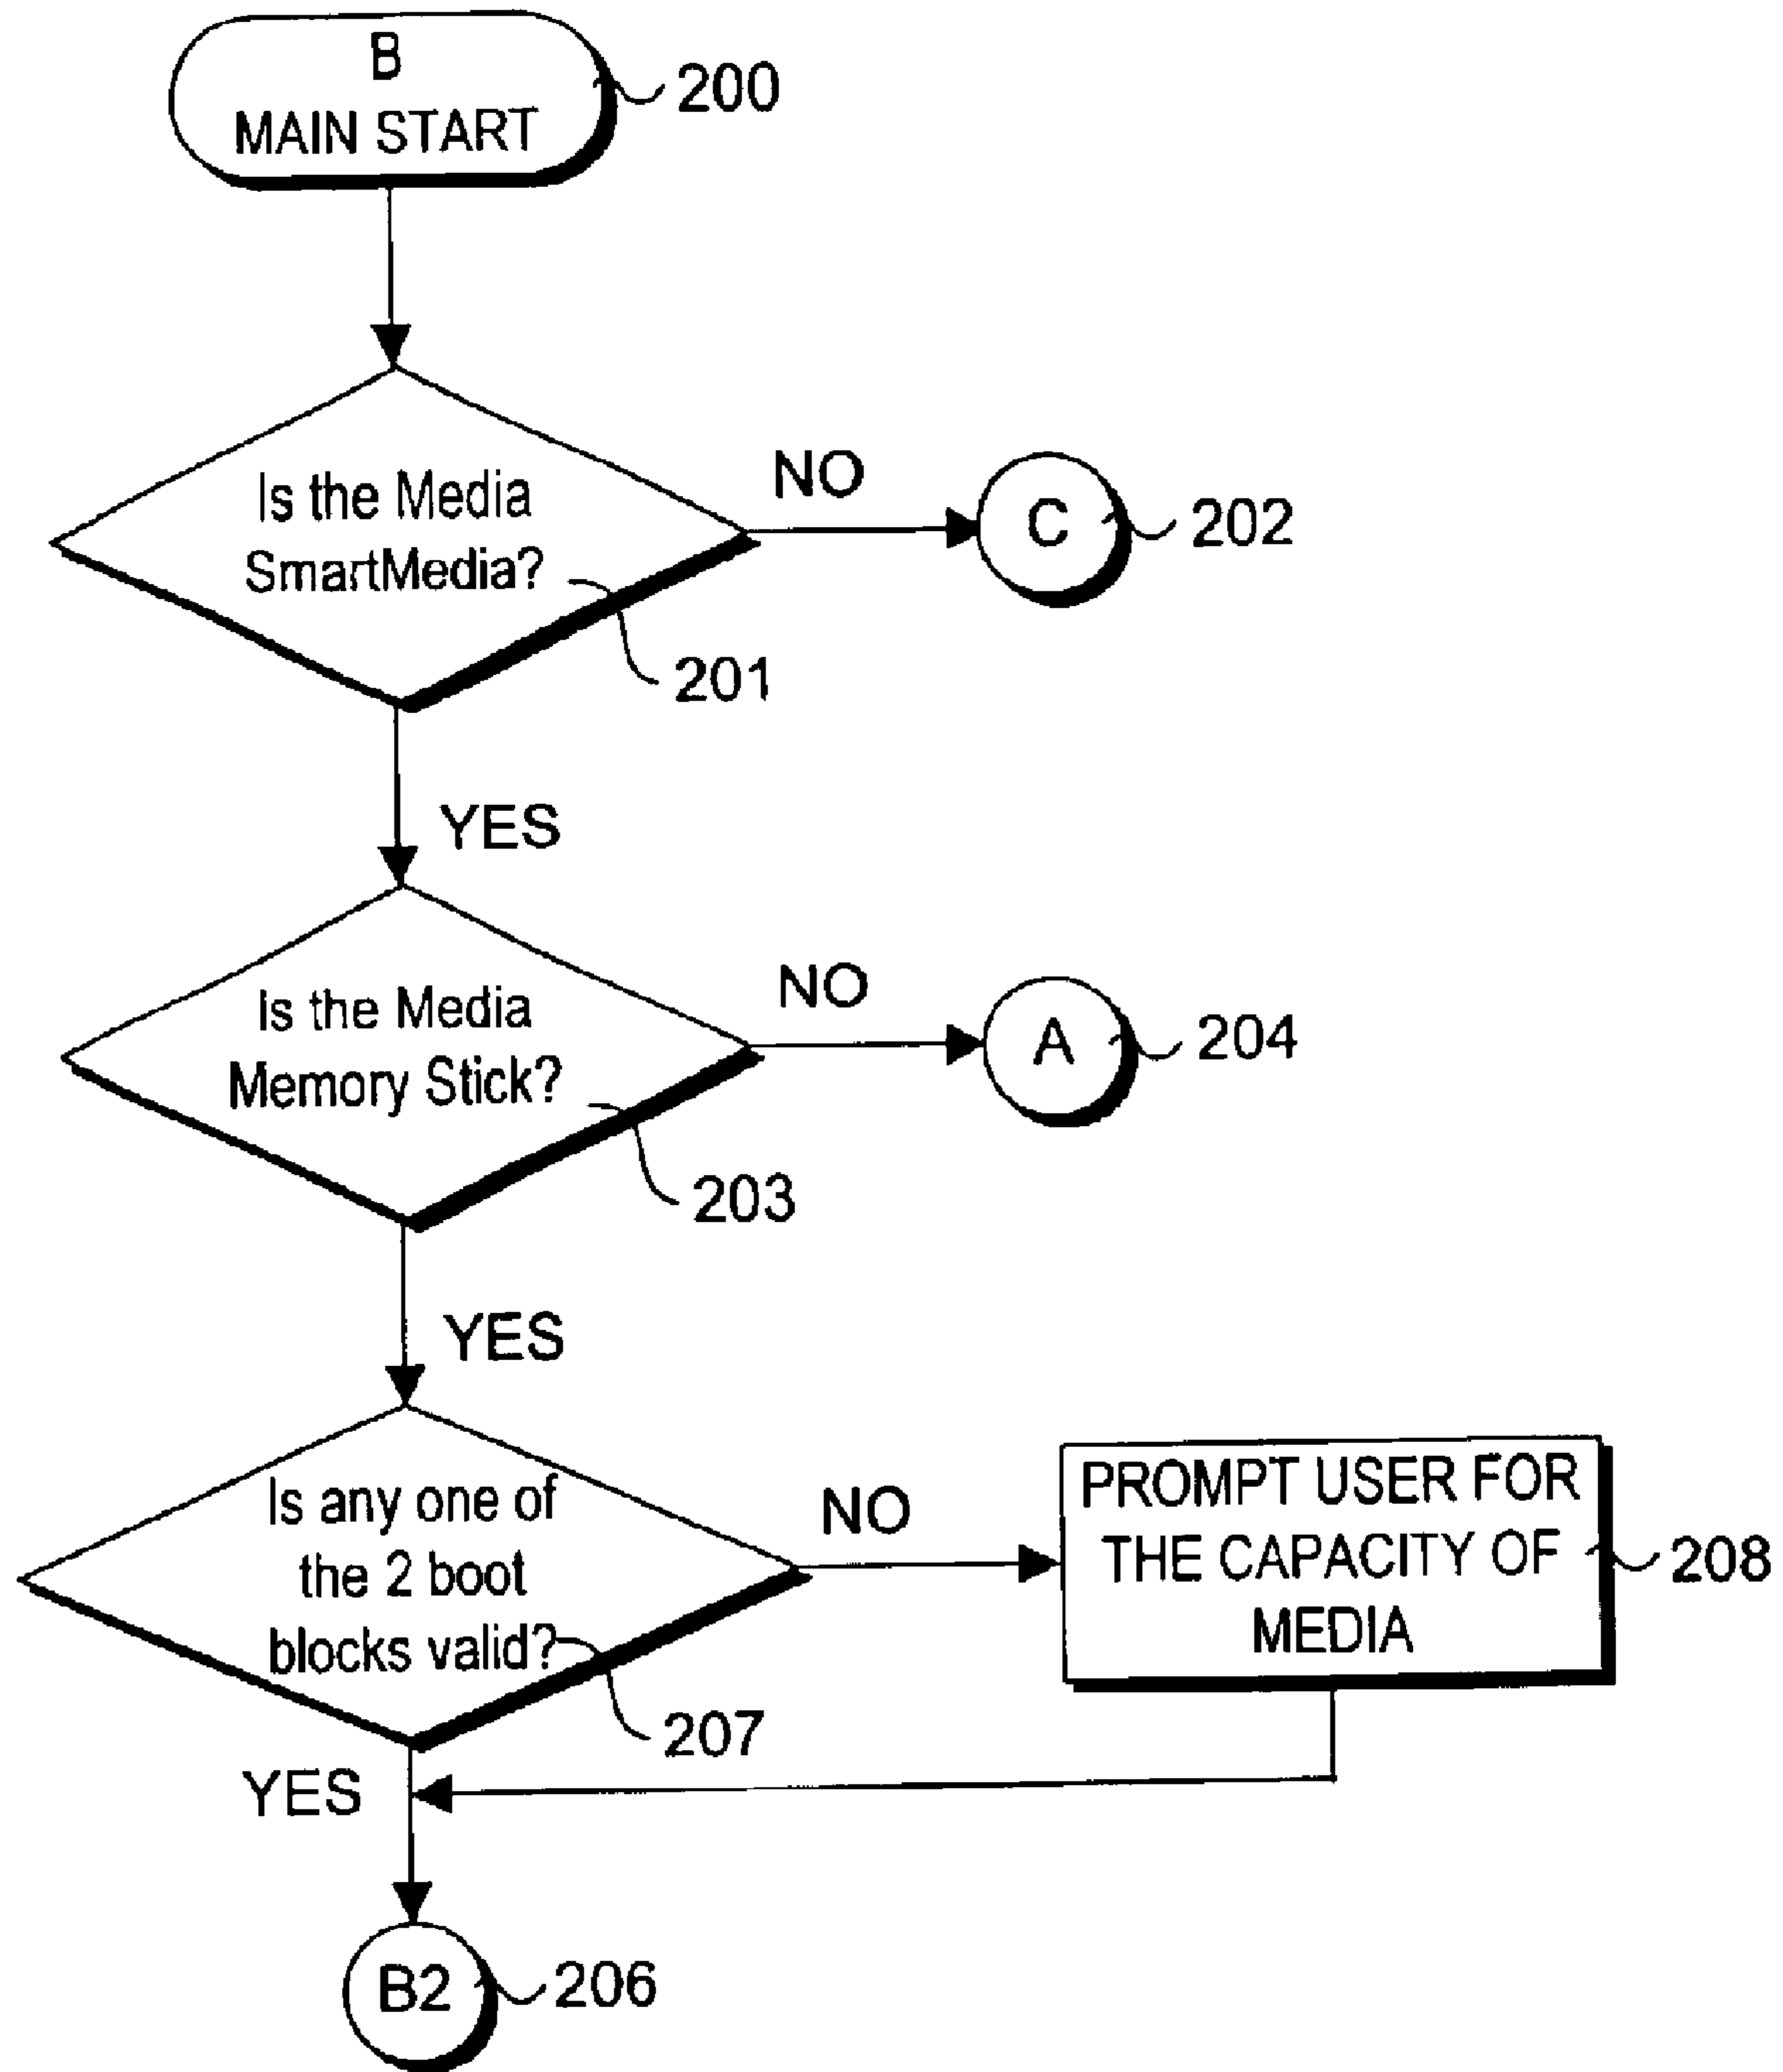 B
MAIN START
200
Is the Media
SmartMedia?
201
NO
C
202
YES
Is the Media
Memory Stick?
203
NO
A
204
YES
Is any one of
the 2 boot
blocks valid?
207
NO
PROMPT USER FOR
THE CAPACITY OF
MEDIA
208
YES
B2
206